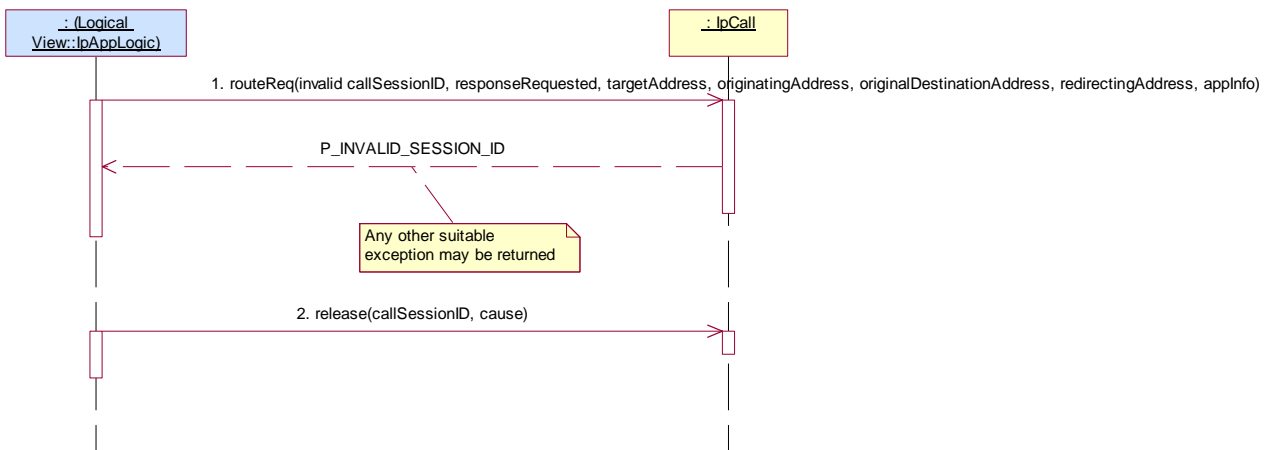 : (Logical
View::IpAppLogic)
: IpCall
1. routeReq(invalid callSessionID, responseRequested, targetAddress, originatingAddress, originalDestinationAddress, redirectingAddress, appInfo)
P_INVALID_SESSION_ID
Any other suitable
exception may be returned
2. release(callSessionID, cause)